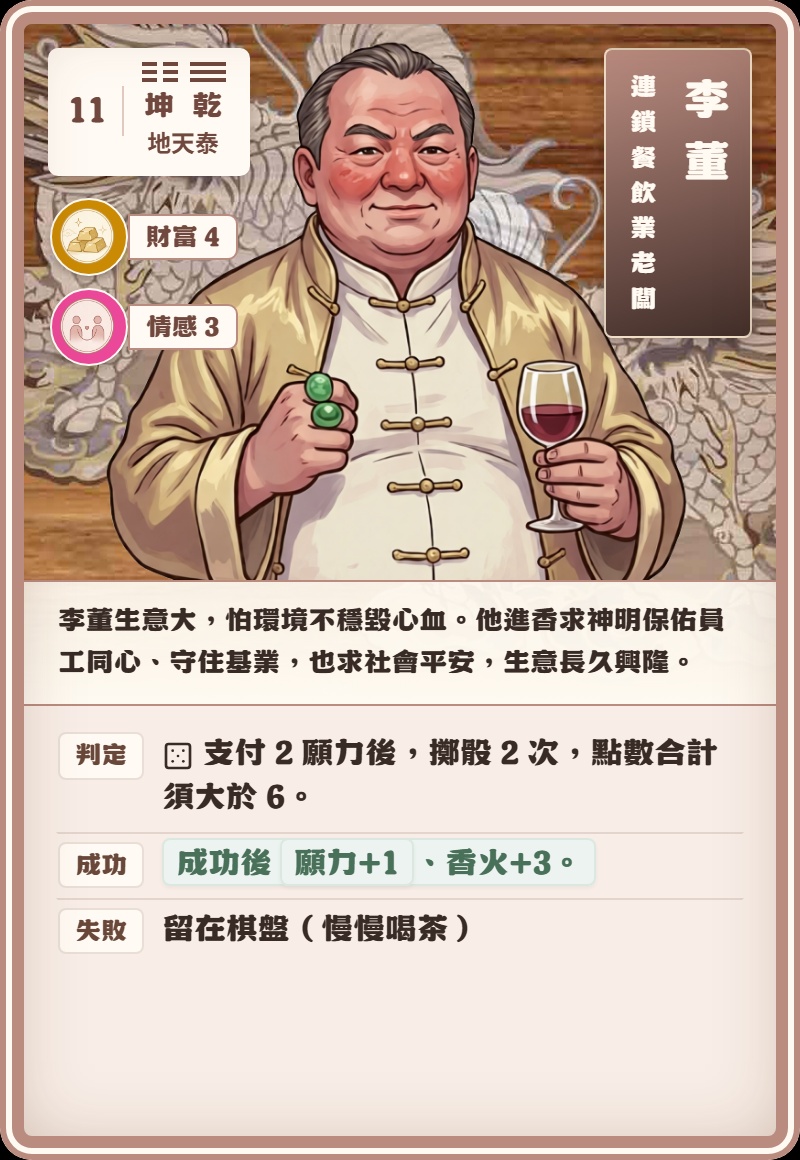 11
坤 乾
地天泰
財富 4
情感 3
李董
連鎖餐飲業老闆
李董生意大，怕環境不穩毀心血。他進香求神明保佑員
工同心、守住基業，也求社會平安，生意長久興隆。
判定
支付 2 願力後，擲骰 2 次，點數合計
須大於 6。
成功
成功後 願力+1 、香火+3。
失敗
留在棋盤（慢慢喝茶）